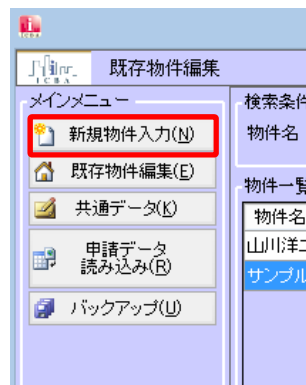 ICBA
ICBA 既存物件編集
メインメニュー
検索条件
新規物件入力(N)
物件名
既存物件編集(E)
物件一覧
共通データ(K)
物件名
申請データ
読み込み(R)
山川洋
サンプル
バックアップ(U)